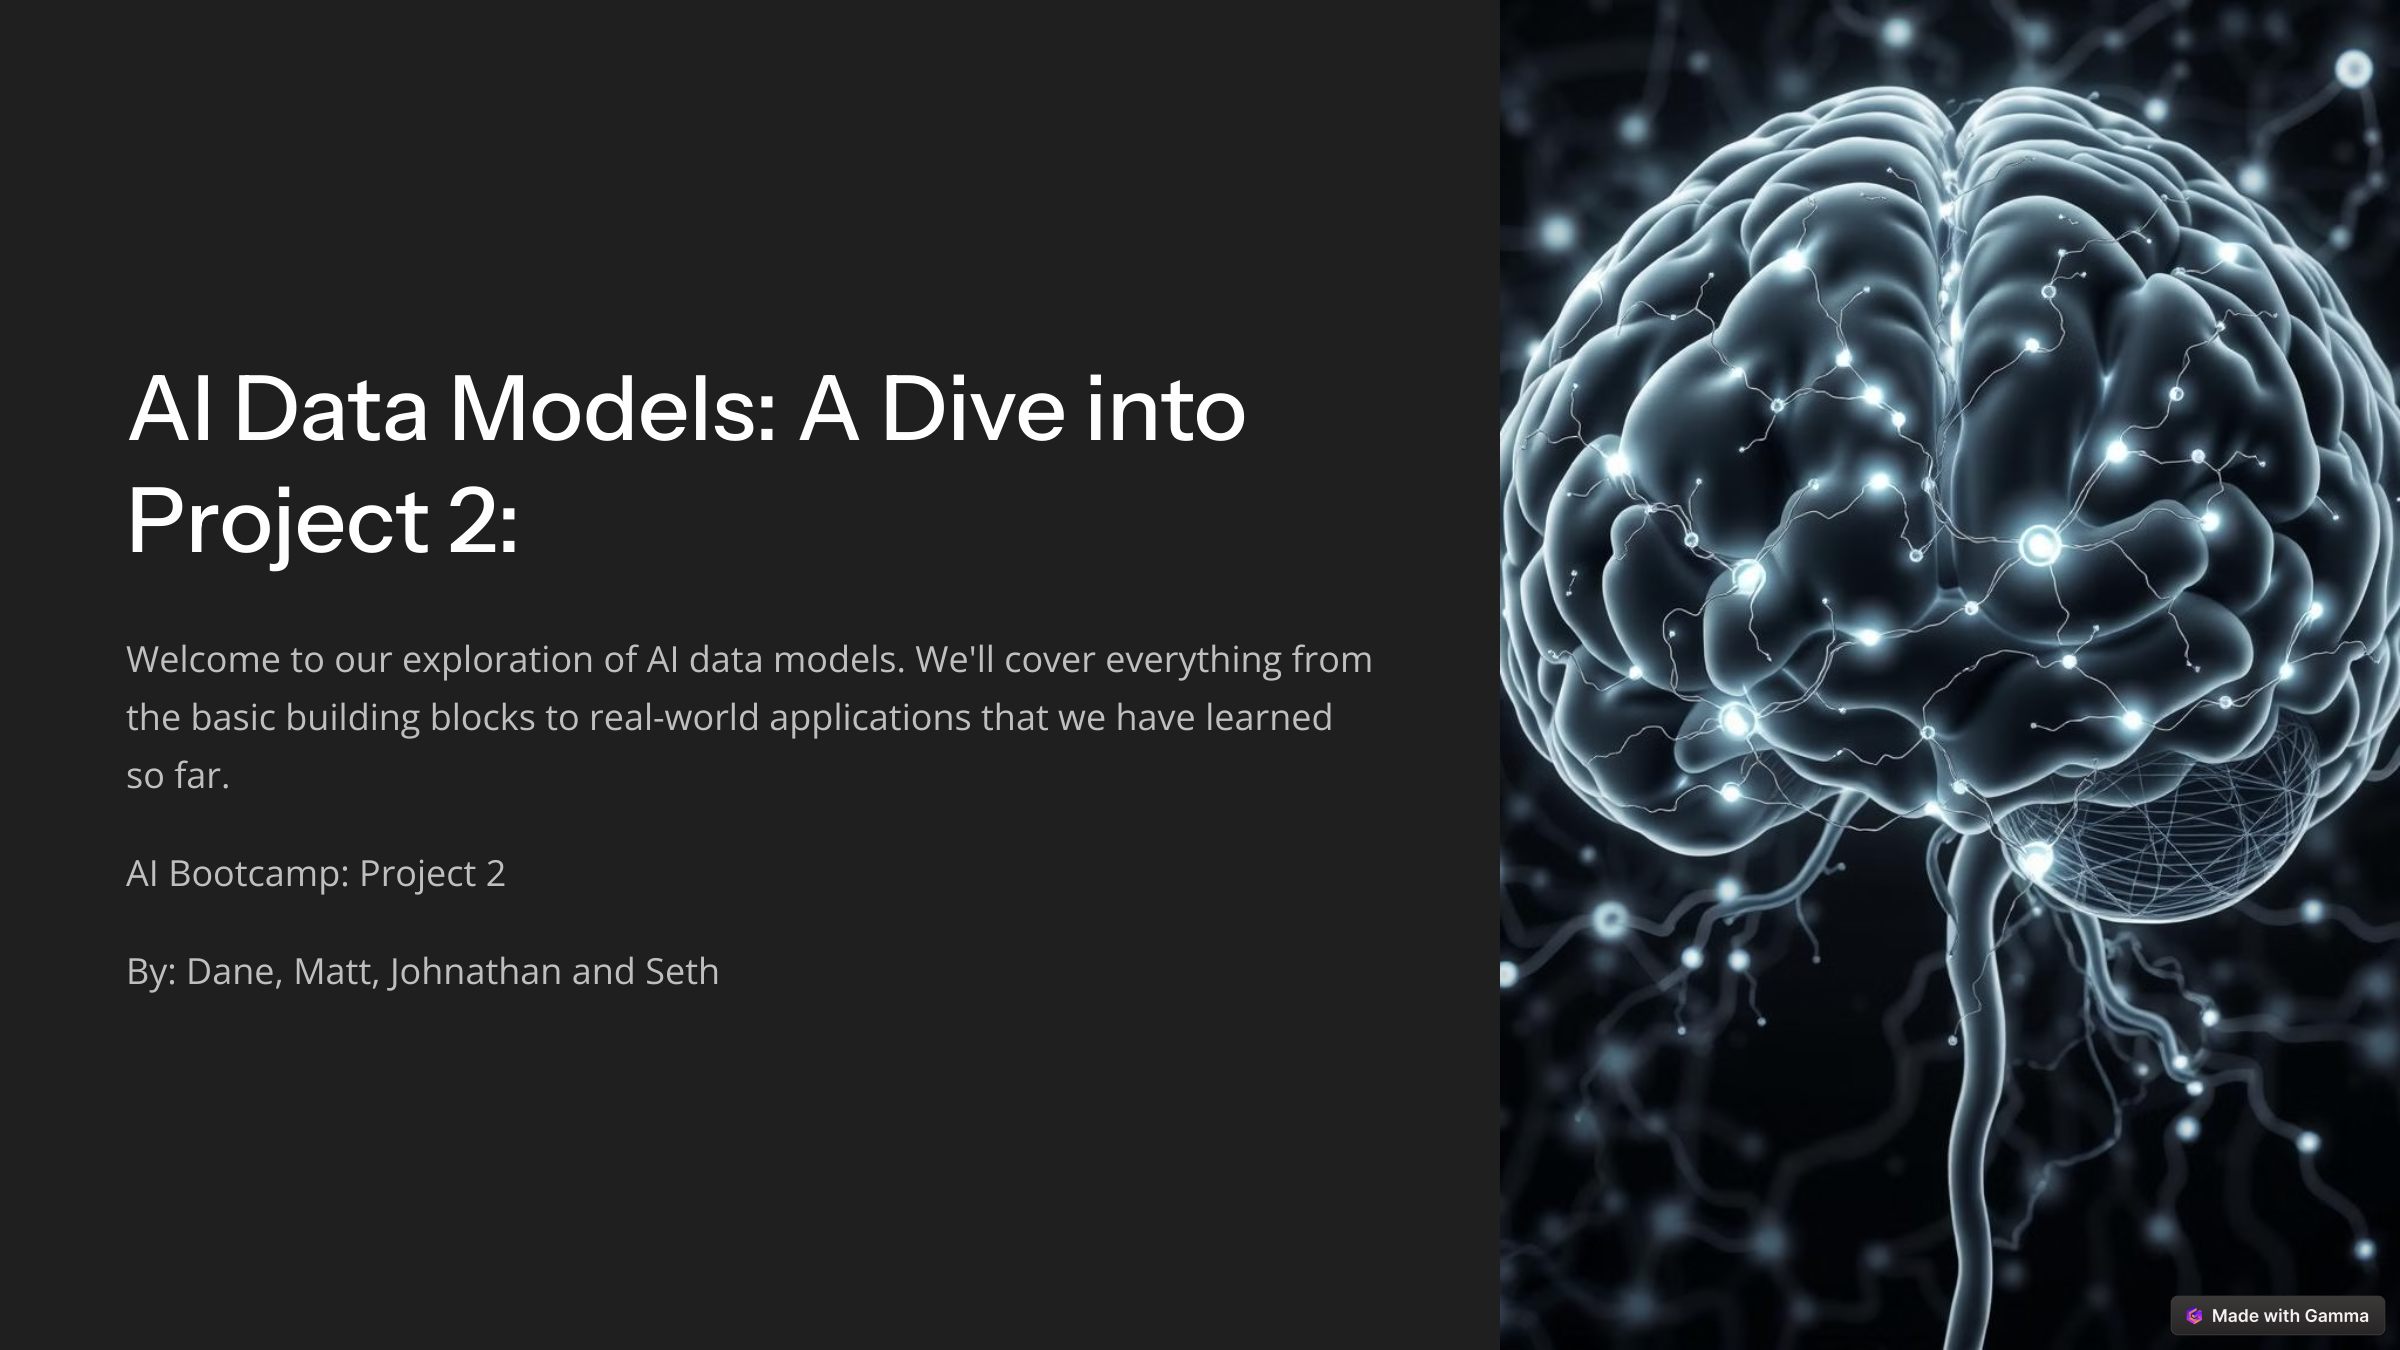 AI Data Models: A Dive into
Project 2:
Welcome to our exploration of AI data models. We'll cover everything from
the basic building blocks to real-world applications that we have learned
so far.
AI Bootcamp: Project 2
By: Dane, Matt, Johnathan and Seth
Made with Gamma